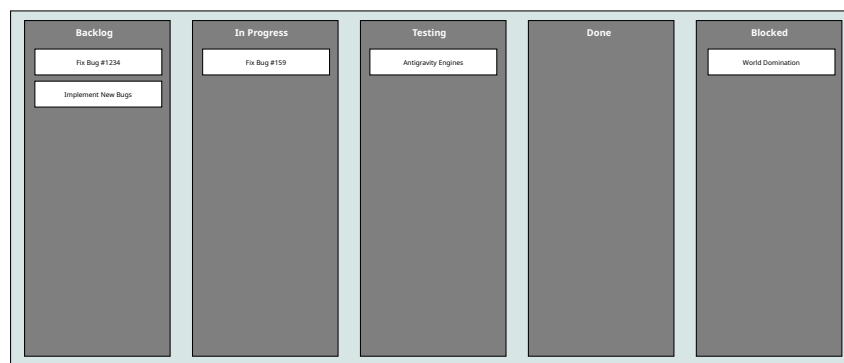 Backlog
Fix Bug #1234
Implement New Bugs
In Progress
Fix Bug #159
Testing
Antigravity Engines
Done
Blocked
World Domination